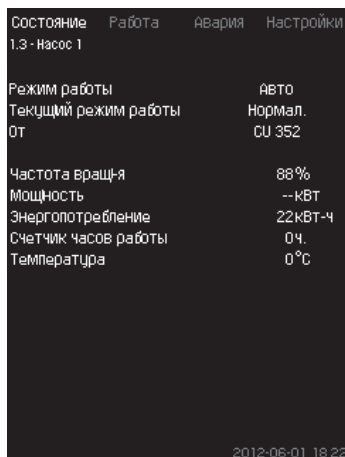 Состояние Работа Авария Настройки
1.3 - Насос 1
Режим работы Авто
Текущий режим работы Нормал.
От CU 352
Частота вращ-я 88%
Мощность --кВт
Энергопотребление 22кВт-ч
Счетчик часов работы 0ч.
Температура 0°C
2012-06-01 18:22